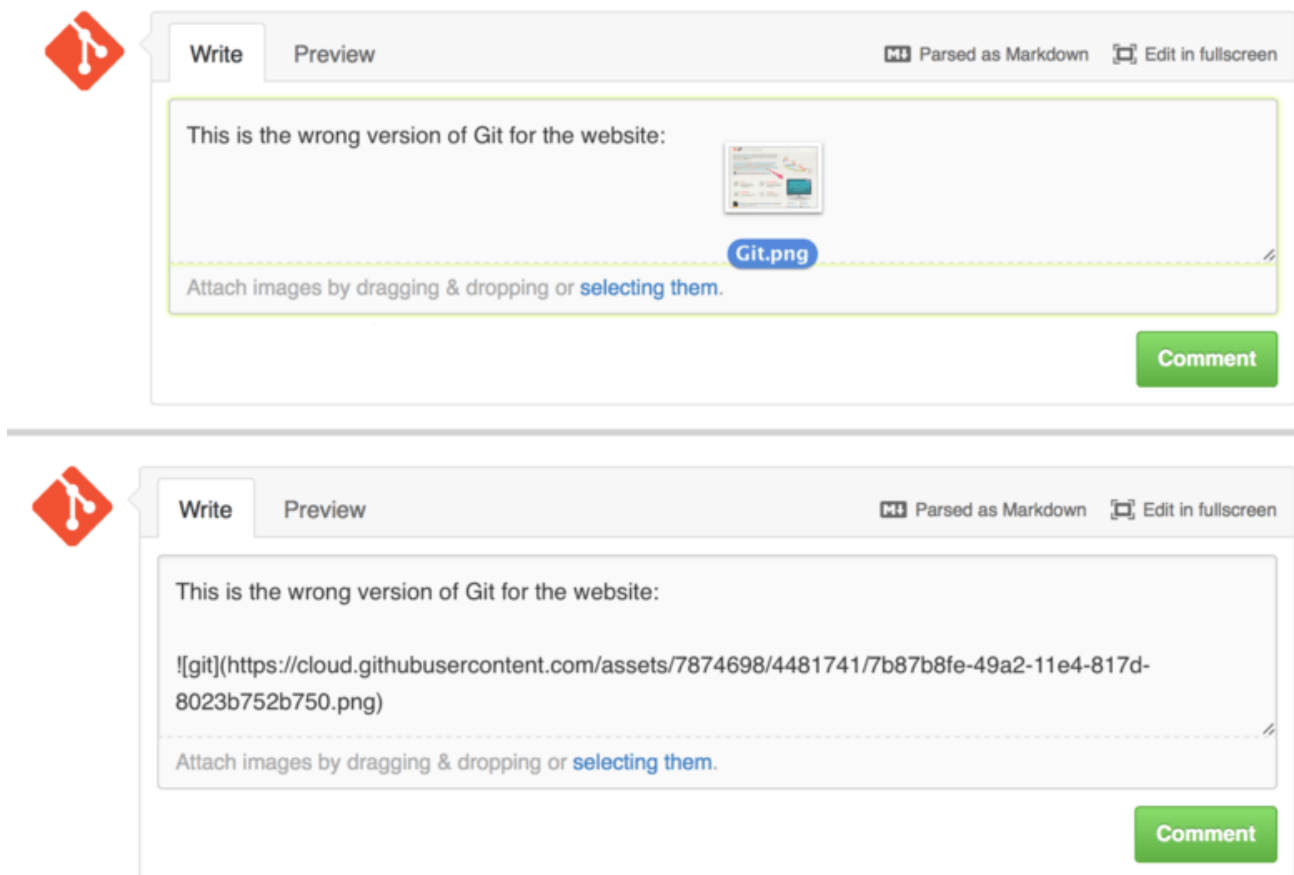 Write Preview Parsed as Markdown Edit in fullscreen
This is the wrong version of Git for the website:
Git.png
Attach images by dragging & dropping or selecting them.
Comment
Write Preview Parsed as Markdown Edit in fullscreen
This is the wrong version of Git for the website:
![git](https://cloud.githubusercontent.com/assets/7874698/4481741/7b87b8fe-49a2-11e4-817d-
8023b752b750.png)
Attach images by dragging & dropping or selecting them.
Comment